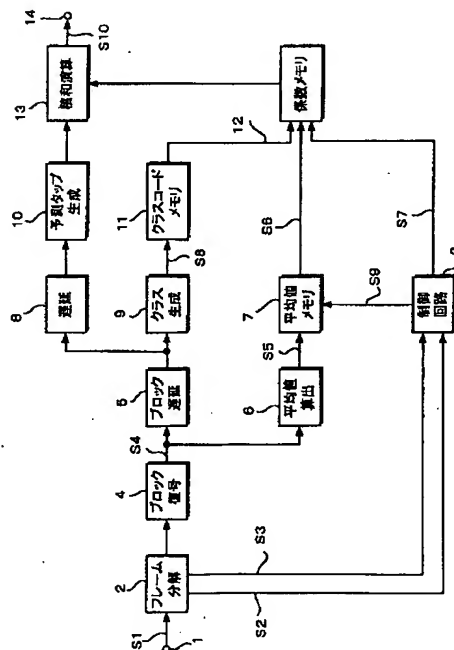 14
S10
13
積和演算
係数メモリ
10
予測タップ
生成
12
11
クラスコード
メモリ
S6
S7
8
遅延
9
クラス
生成
S8
7
平均値
メモリ
S9
制御
回路
5
ブロック
遅延
S5
6
平均値
算出
S4
4
ブロック
復号
2
フレーム
分解
S3
S2
S1
1